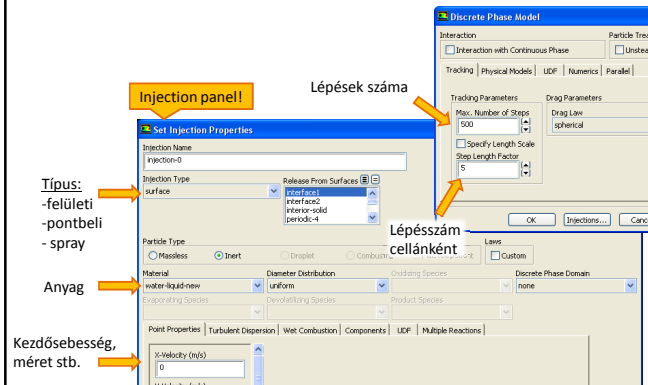 Discrete Phase Model
Interaction
Particle Trea
Interaction with Continuous Phase
Unstea
Tracking
Physical Models
UDF
Numerics
Parallel
Tracking Parameters
Drag Parameters
Max. Number of Steps
Drag Law
500
spherical
Specify Length Scale
Step Length Factor
5
OK
Injections...
Canc
Lépések száma
Injection panel!
Set Injection Properties
Injection Name
injection-0
Injection Type
Release From Surfaces
surface
interface1
interface2
interior-solid
periodic-4
Típus:
-felületi
-pontbeli
- spray
Lépésszám
cellánként
Particle Type
Laws
Massless
Inert
Droplet
Combusting
Custom
Material
Diameter Distribution
Oxidizing Species
Discrete Phase Domain
Anyag
water-liquid-new
uniform
none
Evaporating Species
Devolatilizing Species
Product Species
Point Properties
Turbulent Dispersion
Wet Combustion
Components
UDF
Multiple Reactions
Kezdősebesség,
méret stb.
X-Velocity (m/s)
0